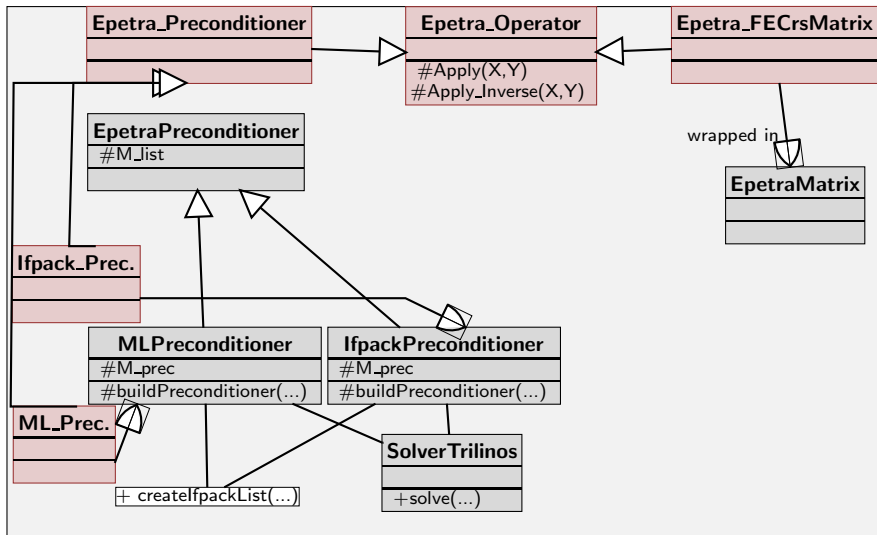 Epetra_Preconditioner
Epetra_Operator
#Apply(X,Y)
#Apply_Inverse(X,Y)
Epetra_FECrsMatrix
wrapped in
EpetraPreconditioner
#M_list
EpetraMatrix
Ifpack_Prec.
MLPreconditioner
#M_prec
#buildPreconditioner(...)
IfpackPreconditioner
#M_prec
#buildPreconditioner(...)
ML_Prec.
SolverTrilinos
+solve(...)
+ createIfpackList(...)